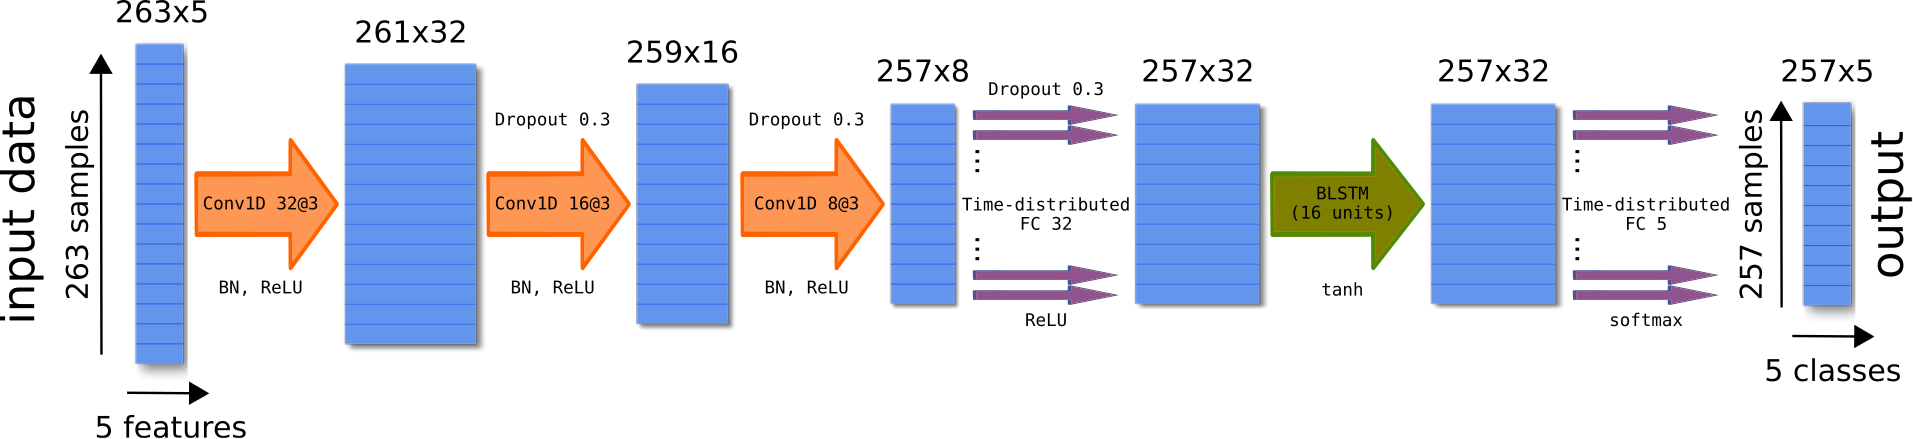 input data
263 samples
263x5
5 features
Conv1D 32@3
BN, ReLU
261x32
Dropout 0.3
Conv1D 16@3
BN, ReLU
259x16
Dropout 0.3
Conv1D 8@3
BN, ReLU
257x8
Dropout 0.3
Time-distributed
FC 32
ReLU
257x32
BLSTM
(16 units)
tanh
257x32
Time-distributed
FC 5
softmax
257 samples
257x5
5 classes
output